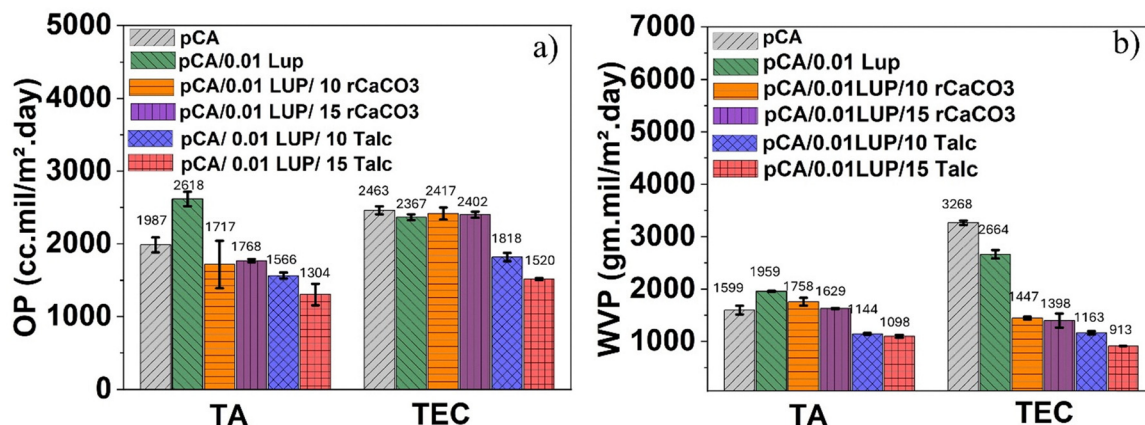 a)
OP (cc.mil/m².day)
5000
4000
3000
2000
1000
0
pCA
pCA/0.01 Lup
pCA/0.01 LUP/ 10 rCaCO3
pCA/0.01 LUP/ 15 rCaCO3
pCA/ 0.01 LUP/ 10 Talc
pCA/ 0.01 LUP/ 15 Talc
1987
2618
1717
1768
1566
1304
2463
2367
2417
2402
1818
1520
TA
TEC
b)
WVP (gm.mil/m².day)
7000
6000
5000
4000
3000
2000
1000
pCA
pCA/0.01 Lup
pCA/0.01LUP/10 rCaCO3
pCA/0.01LUP/15 rCaCO3
pCA/0.01LUP/10 Talc
pCA/0.01LUP/15 Talc
1599
1959
1758
1629
1144
1098
3268
2664
1447
1398
1163
913
TA
TEC